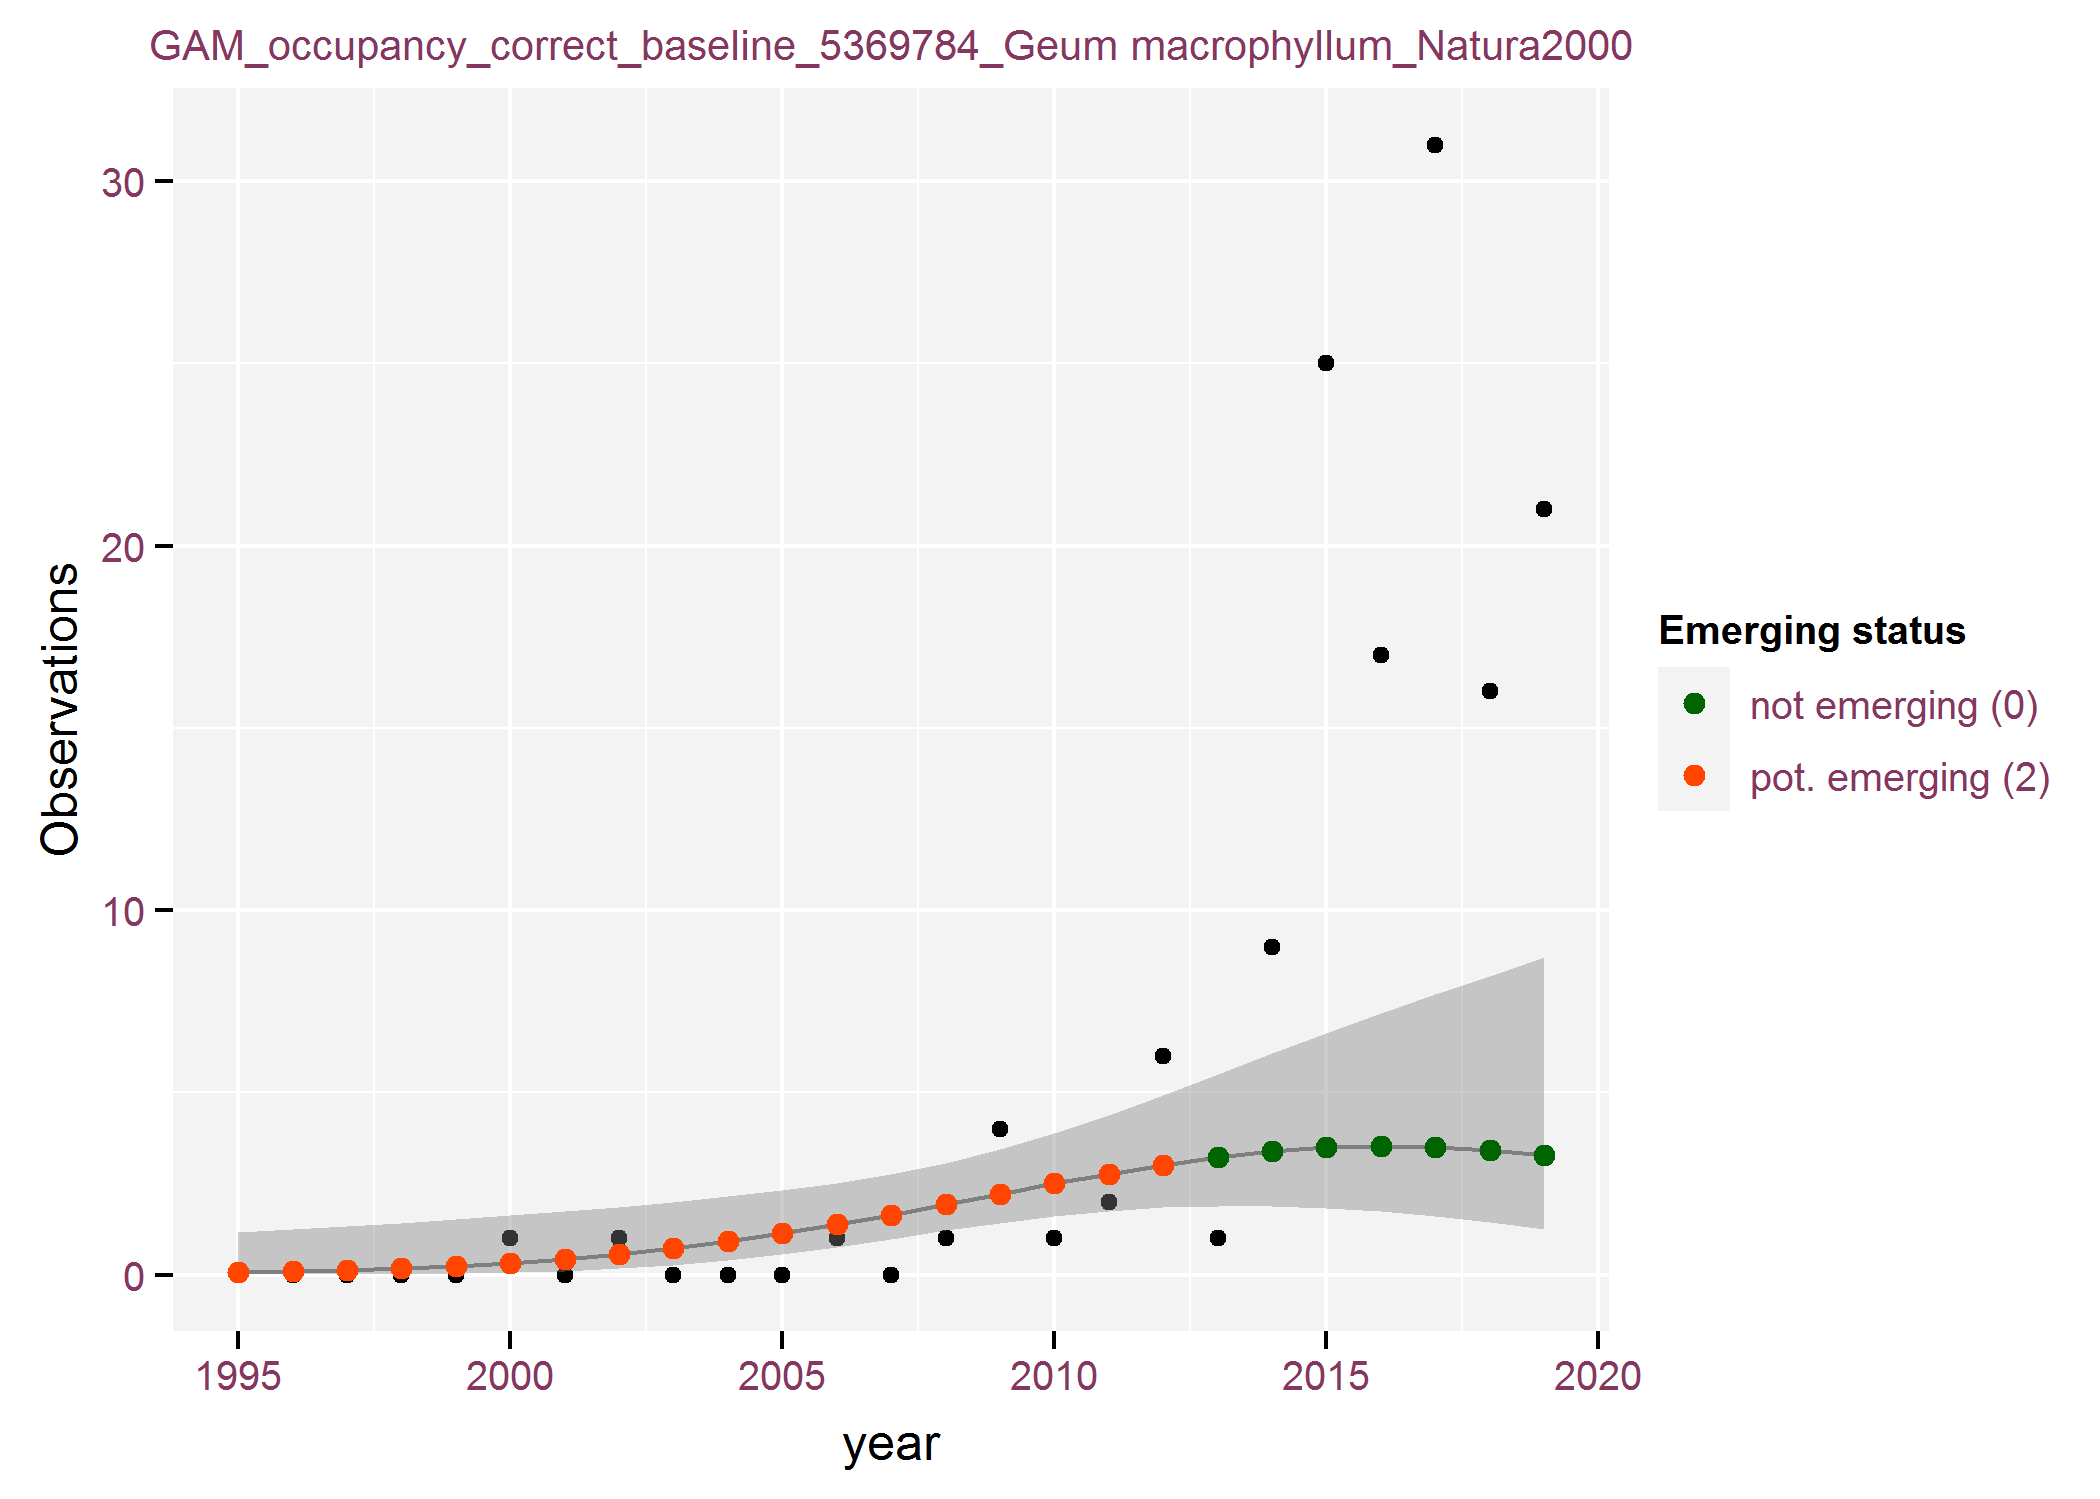 GAM_occupancy_correct_baseline_5369784_Geum macrophyllum_Natura2000
30
20
10
0
Observations
1995 2000 2005 2010 2015 2020
year
Emerging status
not emerging (0)
pot. emerging (2)